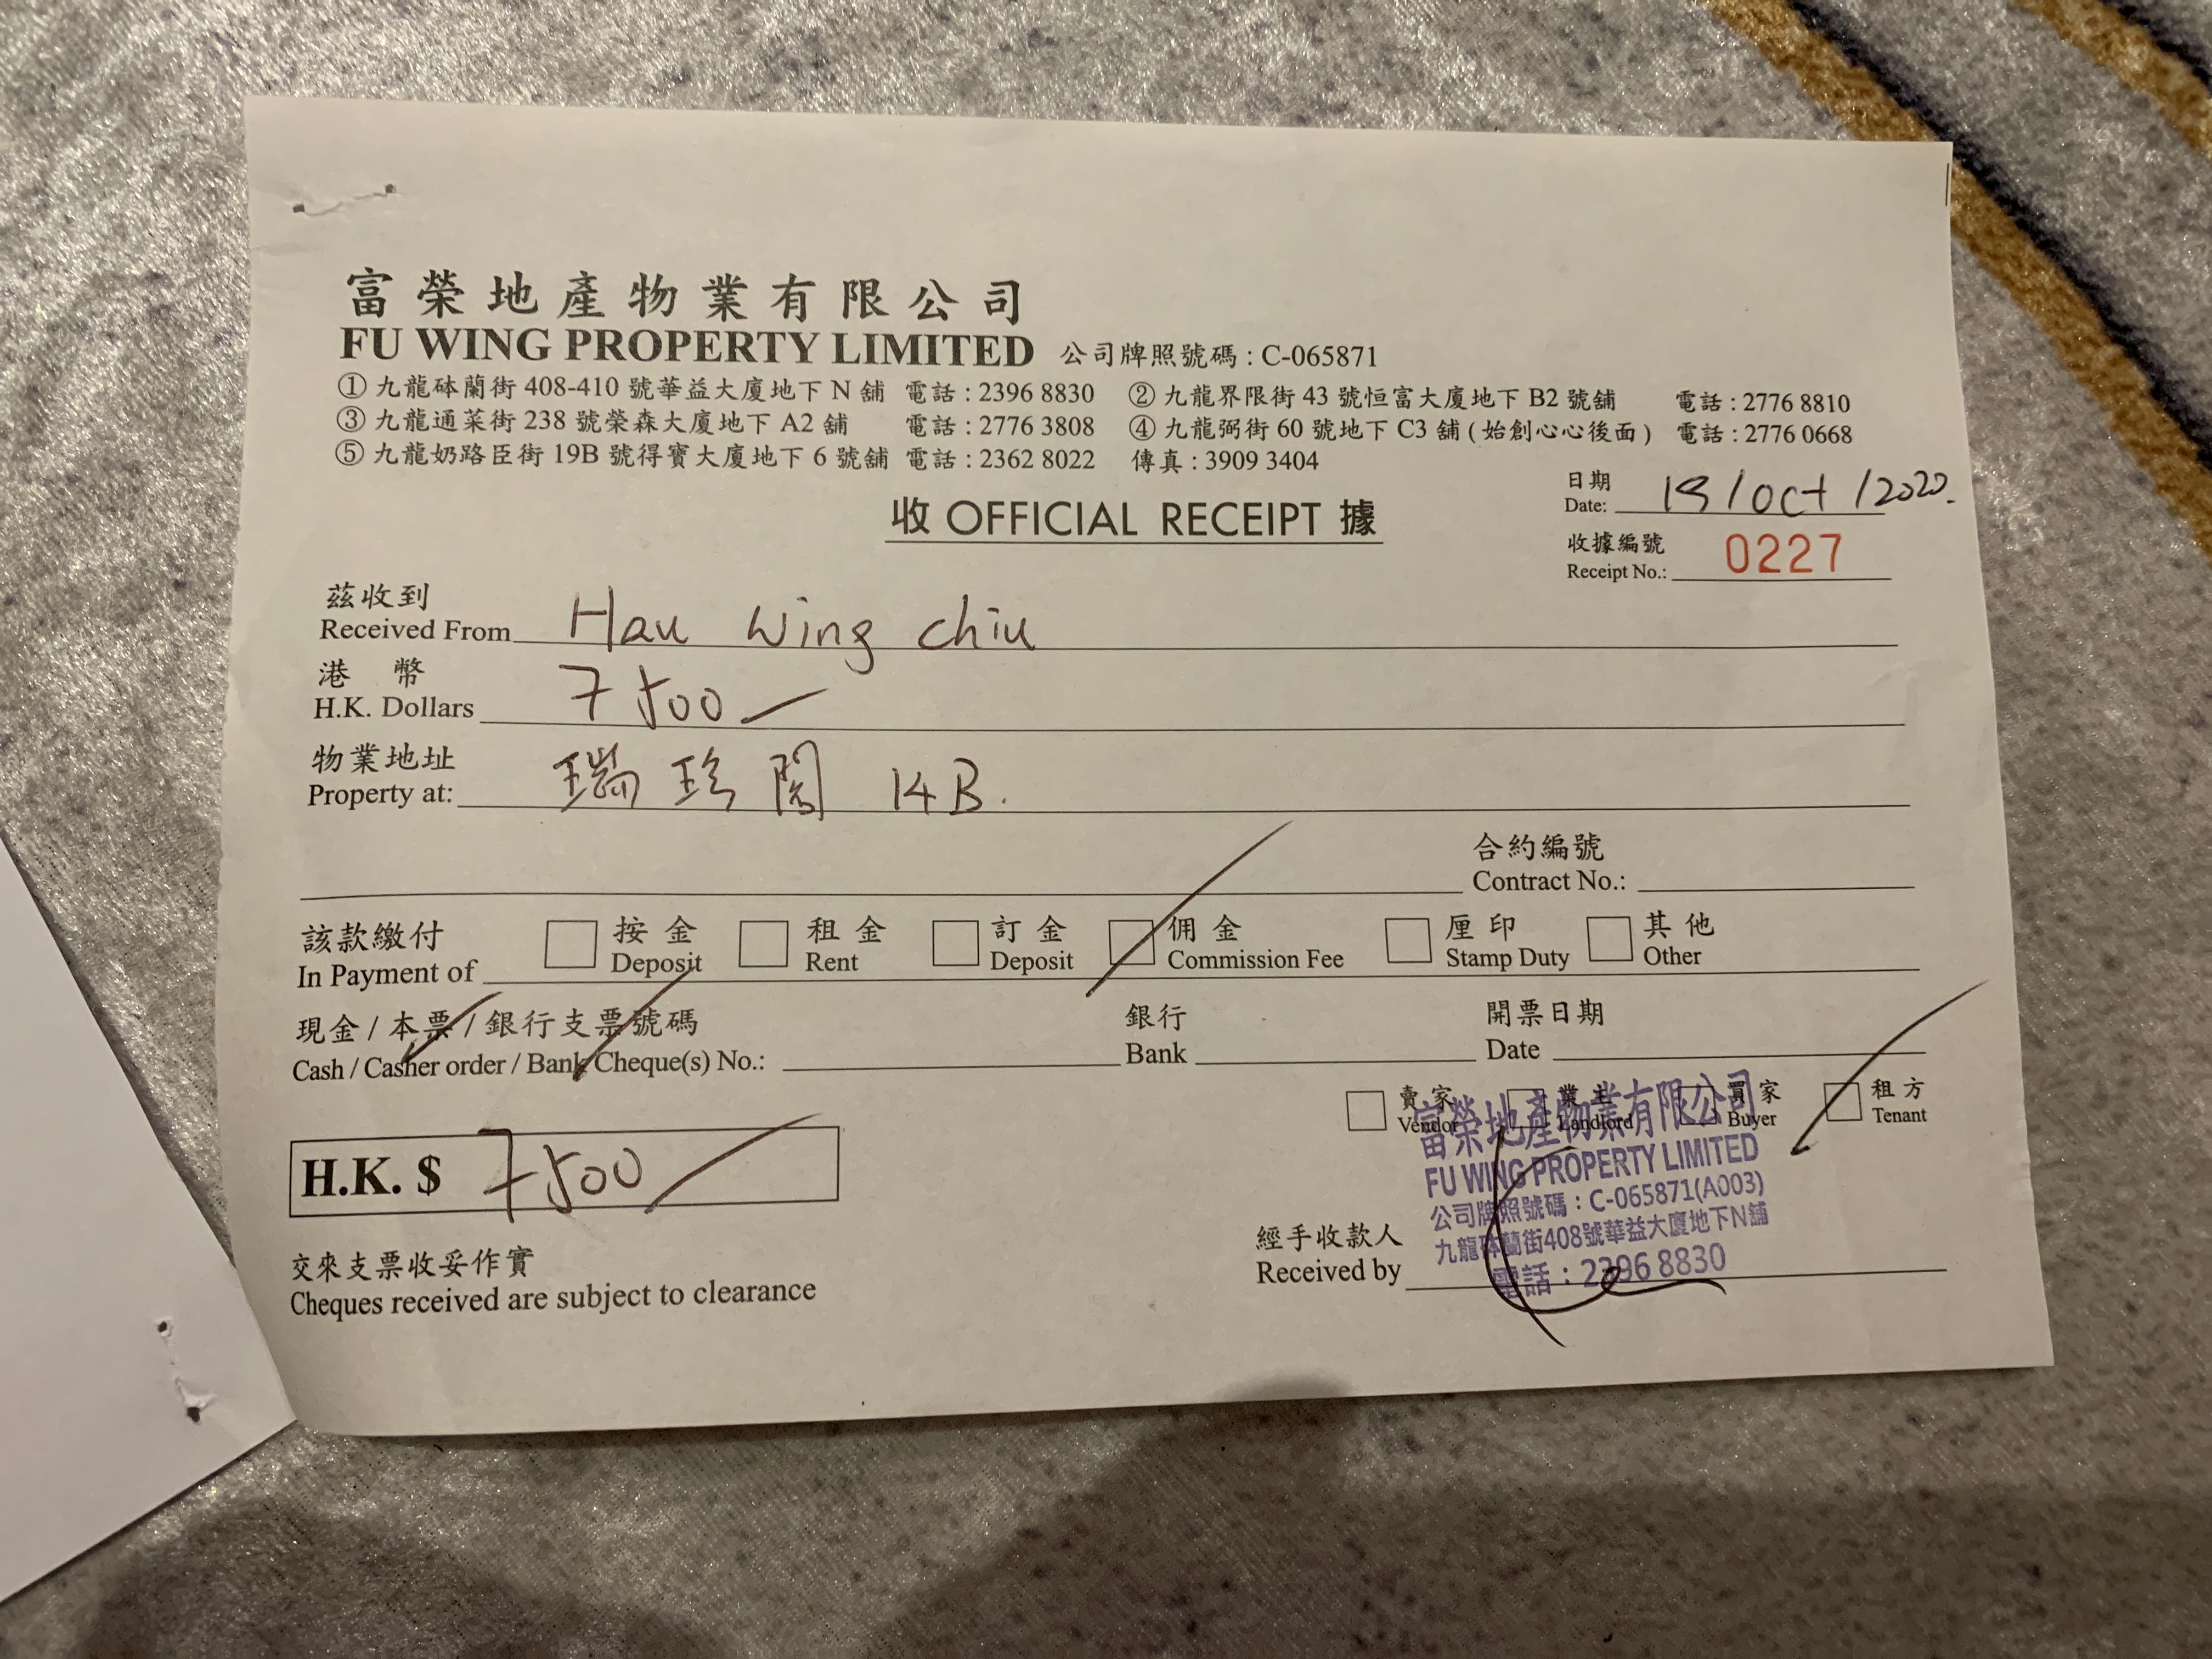 富榮地產物業有限公司
FU WING PROPERTY LIMITED 公司牌照號碼 : C-065871
① 九龍砵蘭街 408-410 號華益大廈地下 N 舖 電話 : 2396 8830 ② 九龍界限街 43 號恒富大廈地下 B2 號舖 電話 : 2776 8810
③ 九龍通菜街 238 號榮森大廈地下 A2 舖 電話 : 2776 3808 ④ 九龍弼街 60 號地下 C3 舖 ( 始創心心後面 ) 電話 : 2776 0668
⑤ 九龍奶路臣街 19B 號得寶大廈地下 6 號舖 電話 : 2362 8022 傳真 : 3909 3404
日期
Date: /Oct/2020.
收 OFFICIAL RECEIPT 據
收據編號
Receipt No.: 0227
茲收到
Received From Hau Wing Chiu
港幣
H.K. Dollars 7500
物業地址
Property at: 瑞珍閣 14B.
合約編號
Contract No.:
該款繳付 按金 租金 訂金 佣金 厘印 其他
In Payment of Deposit Rent Deposit Commission Fee Stamp Duty Other
現金 / 本票 / 銀行支票號碼 銀行 開票日期
Cash / Casher order / Bank Cheque(s) No.: Bank Date
賣家 業主 買家 租方
Vendor Landlord Buyer Tenant
富榮地產物業有限公司
FU WING PROPERTY LIMITED
公司牌照號碼 : C-065871(A003)
九龍砵蘭街408號華益大廈地下N舖
電話 : 2396 8830
H.K. $ 7500
經手收款人
Received by
交來支票收妥作實
Cheques received are subject to clearance